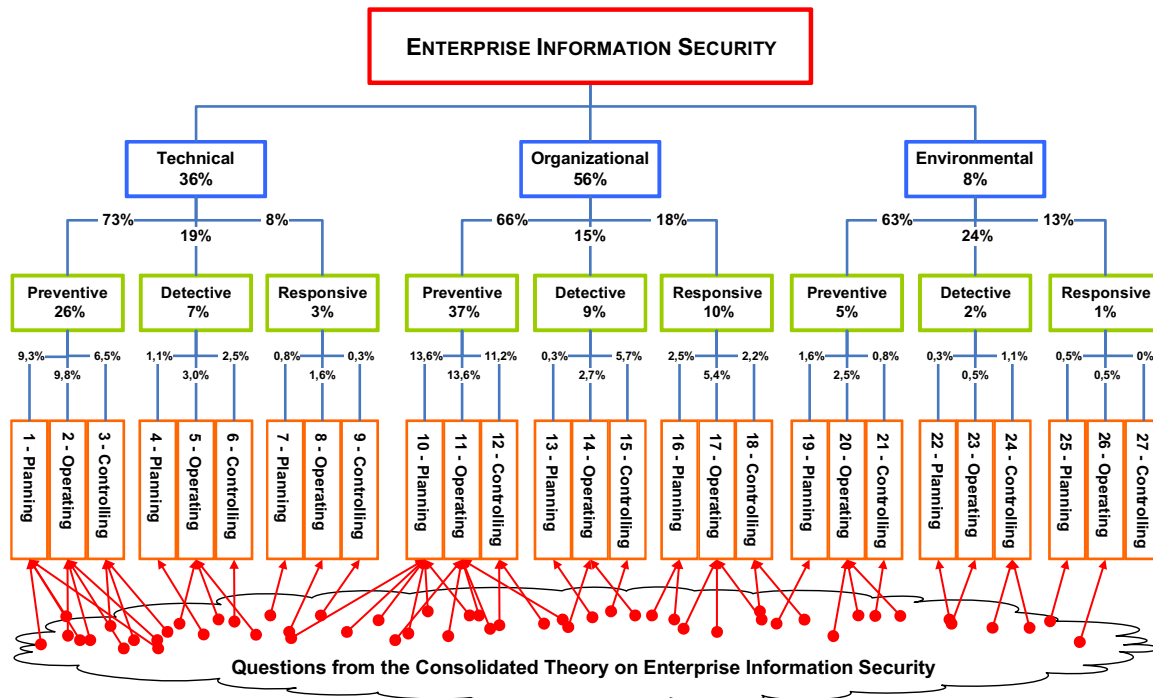 ENTERPRISE INFORMATION SECURITY
Technical
36%
Organizational
56%
Environmental
8%
73%
8%
19%
66%
18%
15%
63%
13%
24%
Preventive
26%
Detective
7%
Responsive
3%
Preventive
37%
Detective
9%
Responsive
10%
Preventive
5%
Detective
2%
Responsive
1%
9,3%
6,5%
9,8%
1,1%
2,5%
3,0%
0,8%
0,3%
1,6%
13,6%
11,2%
13,6%
0,3%
5,7%
2,7%
2,5%
2,2%
5,4%
1,6%
0,8%
2,5%
0,3%
1,1%
0,5%
0,5%
0%
0,5%
1 - Planning
2 - Operating
3 - Controlling
4 - Planning
5 - Operating
6 - Controlling
7 - Planning
8 - Operating
9 - Controlling
10 - Planning
11 - Operating
12 - Controlling
13 - Planning
14 - Operating
15 - Controlling
16 - Planning
17 - Operating
18 - Controlling
19 - Planning
20 - Operating
21 - Controlling
22 - Planning
23 - Operating
24 - Controlling
25 - Planning
26 - Operating
27 - Controlling
Questions from the Consolidated Theory on Enterprise Information Security